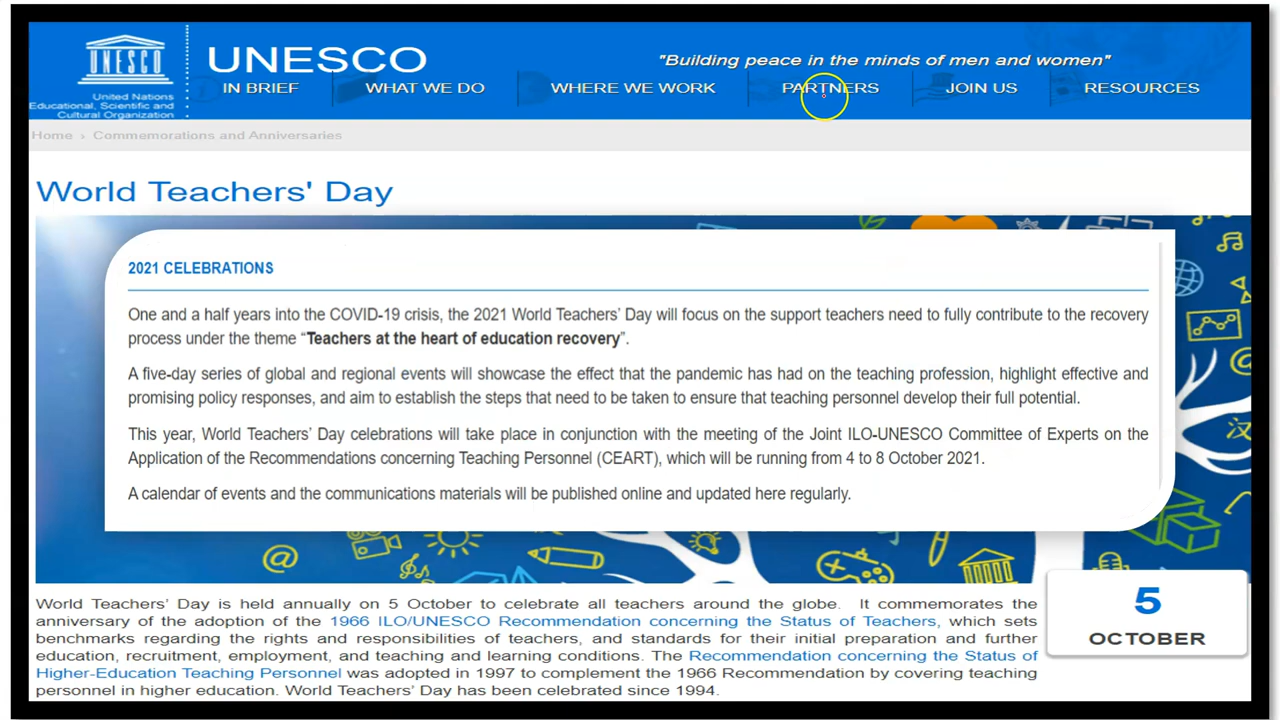 UNESCO
United Nations
Educational, Scientific and
Cultural Organization
UNESCO
"Building peace in the minds of men and women"
IN BRIEF WHAT WE DO WHERE WE WORK PARTNERS JOIN US RESOURCES
Home › Commemorations and Anniversaries
World Teachers' Day
2021 CELEBRATIONS
One and a half years into the COVID-19 crisis, the 2021 World Teachers’ Day will focus on the support teachers need to fully contribute to the recovery
process under the theme “Teachers at the heart of education recovery”.
A five-day series of global and regional events will showcase the effect that the pandemic has had on the teaching profession, highlight effective and
promising policy responses, and aim to establish the steps that need to be taken to ensure that teaching personnel develop their full potential.
This year, World Teachers’ Day celebrations will take place in conjunction with the meeting of the Joint ILO-UNESCO Committee of Experts on the
Application of the Recommendations concerning Teaching Personnel (CEART), which will be running from 4 to 8 October 2021.
A calendar of events and the communications materials will be published online and updated here regularly.
汉
@
@
World Teachers’ Day is held annually on 5 October to celebrate all teachers around the globe. It commemorates the
anniversary of the adoption of the 1966 ILO/UNESCO Recommendation concerning the Status of Teachers, which sets
benchmarks regarding the rights and responsibilities of teachers, and standards for their initial preparation and further
education, recruitment, employment, and teaching and learning conditions. The Recommendation concerning the Status of
Higher-Education Teaching Personnel was adopted in 1997 to complement the 1966 Recommendation by covering teaching
personnel in higher education. World Teachers’ Day has been celebrated since 1994.
5
OCTOBER